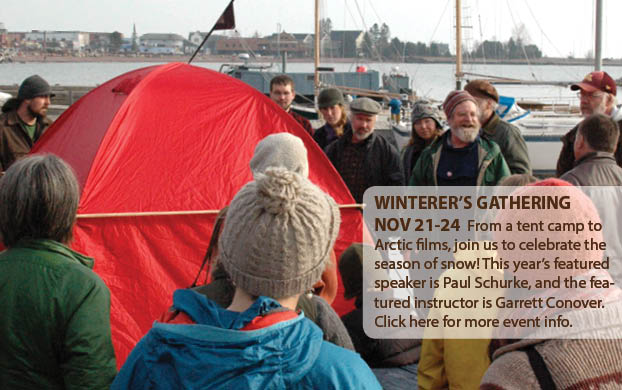 WINTERER'S GATHERING
NOV 21-24 From a tent camp to
Arctic films, join us to celebrate the
season of snow! This year's featured
speaker is Paul Schurke, and the fea-
tured instructor is Garrett Conover.
Click here for more event info.